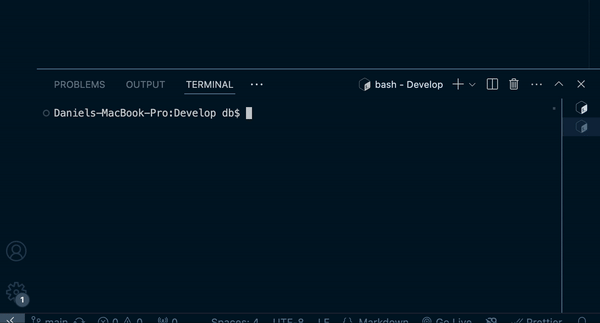 PROBLEMS OUTPUT TERMINAL ··· bash - Develop
Daniels-MacBook-Pro:Develop db$
1
main 0 0 0 Spaces: 4 UTF-8 LF {} Markdown Go Live Prettier